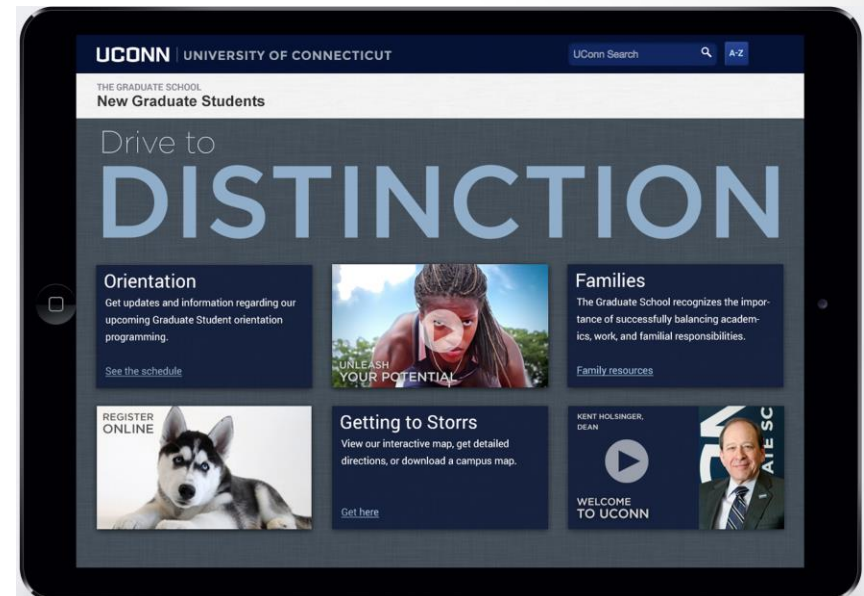 UCONN | UNIVERSITY OF CONNECTICUT
UConn Search
A-Z
THE GRADUATE SCHOOL
New Graduate Students
Drive to
DISTINCTION
Orientation
Get updates and information regarding our
upcoming Graduate Student orientation
programming.
See the schedule
UNLEASH
YOUR POTENTIAL
Families
The Graduate School recognizes the impor-
tance of successfully balancing academ-
ics, work, and familial responsibilities.
Family resources
REGISTER
ONLINE
Getting to Storrs
View our interactive map, get detailed
directions, or download a campus map.
Get here
KENT HOLSINGER,
DEAN
WELCOME
TO UCONN
ATE SC